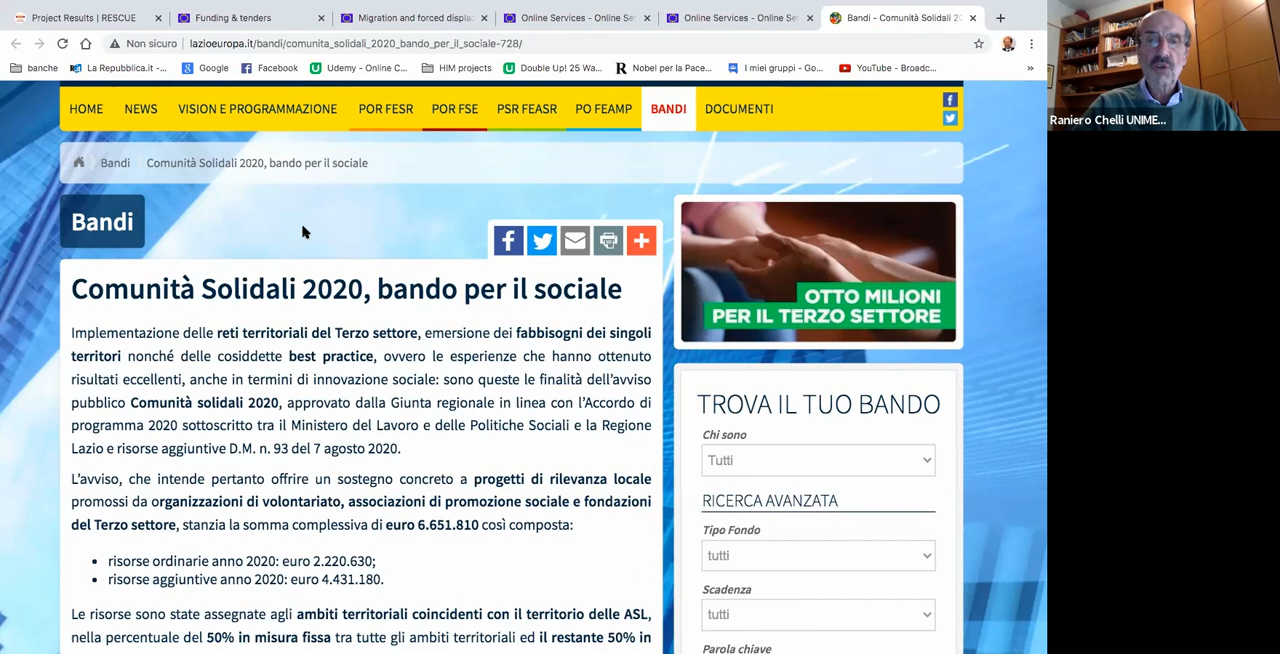 Project Results | RESCUE
Funding & tenders
Migration and forced displac
Online Services - Online Ser
Online Services - Online Ser
Bandi - Comunità Solidali 20
Non sicuro | lazioeuropa.it/bandi/comunita_solidali_2020_bando_per_il_sociale-728/
banche
La Repubblica.it -...
Google
Facebook
Udemy - Online C...
HIM projects
Double Up! 25 Wa...
Nobel per la Pace...
I miei gruppi - Go...
YouTube - Broadc...
»
Raniero Chelli UNIME...
HOME NEWS VISION E PROGRAMMAZIONE POR FESR POR FSE PSR FEASR PO FEAMP BANDI DOCUMENTI
Bandi Comunità Solidali 2020, bando per il sociale
Bandi
Comunità Solidali 2020, bando per il sociale
Implementazione delle reti territoriali del Terzo settore, emersione dei fabbisogni dei singoli
territori nonché delle cosiddette best practice, ovvero le esperienze che hanno ottenuto
risultati eccellenti, anche in termini di innovazione sociale: sono queste le finalità dell'avviso
pubblico Comunità solidali 2020, approvato dalla Giunta regionale in linea con l'Accordo di
programma 2020 sottoscritto tra il Ministero del Lavoro e delle Politiche Sociali e la Regione
Lazio e risorse aggiuntive D.M. n. 93 del 7 agosto 2020.
L'avviso, che intende pertanto offrire un sostegno concreto a progetti di rilevanza locale
promossi da organizzazioni di volontariato, associazioni di promozione sociale e fondazioni
del Terzo settore, stanzia la somma complessiva di euro 6.651.810 così composta:
• risorse ordinarie anno 2020: euro 2.220.630;
• risorse aggiuntive anno 2020: euro 4.431.180.
Le risorse sono state assegnate agli ambiti territoriali coincidenti con il territorio delle ASL,
nella percentuale del 50% in misura fissa tra tutte gli ambiti territoriali ed il restante 50% in
OTTO MILIONI
PER IL TERZO SETTORE
TROVA IL TUO BANDO
Chi sono
Tutti
RICERCA AVANZATA
Tipo Fondo
tutti
Scadenza
tutti
Parola chiave